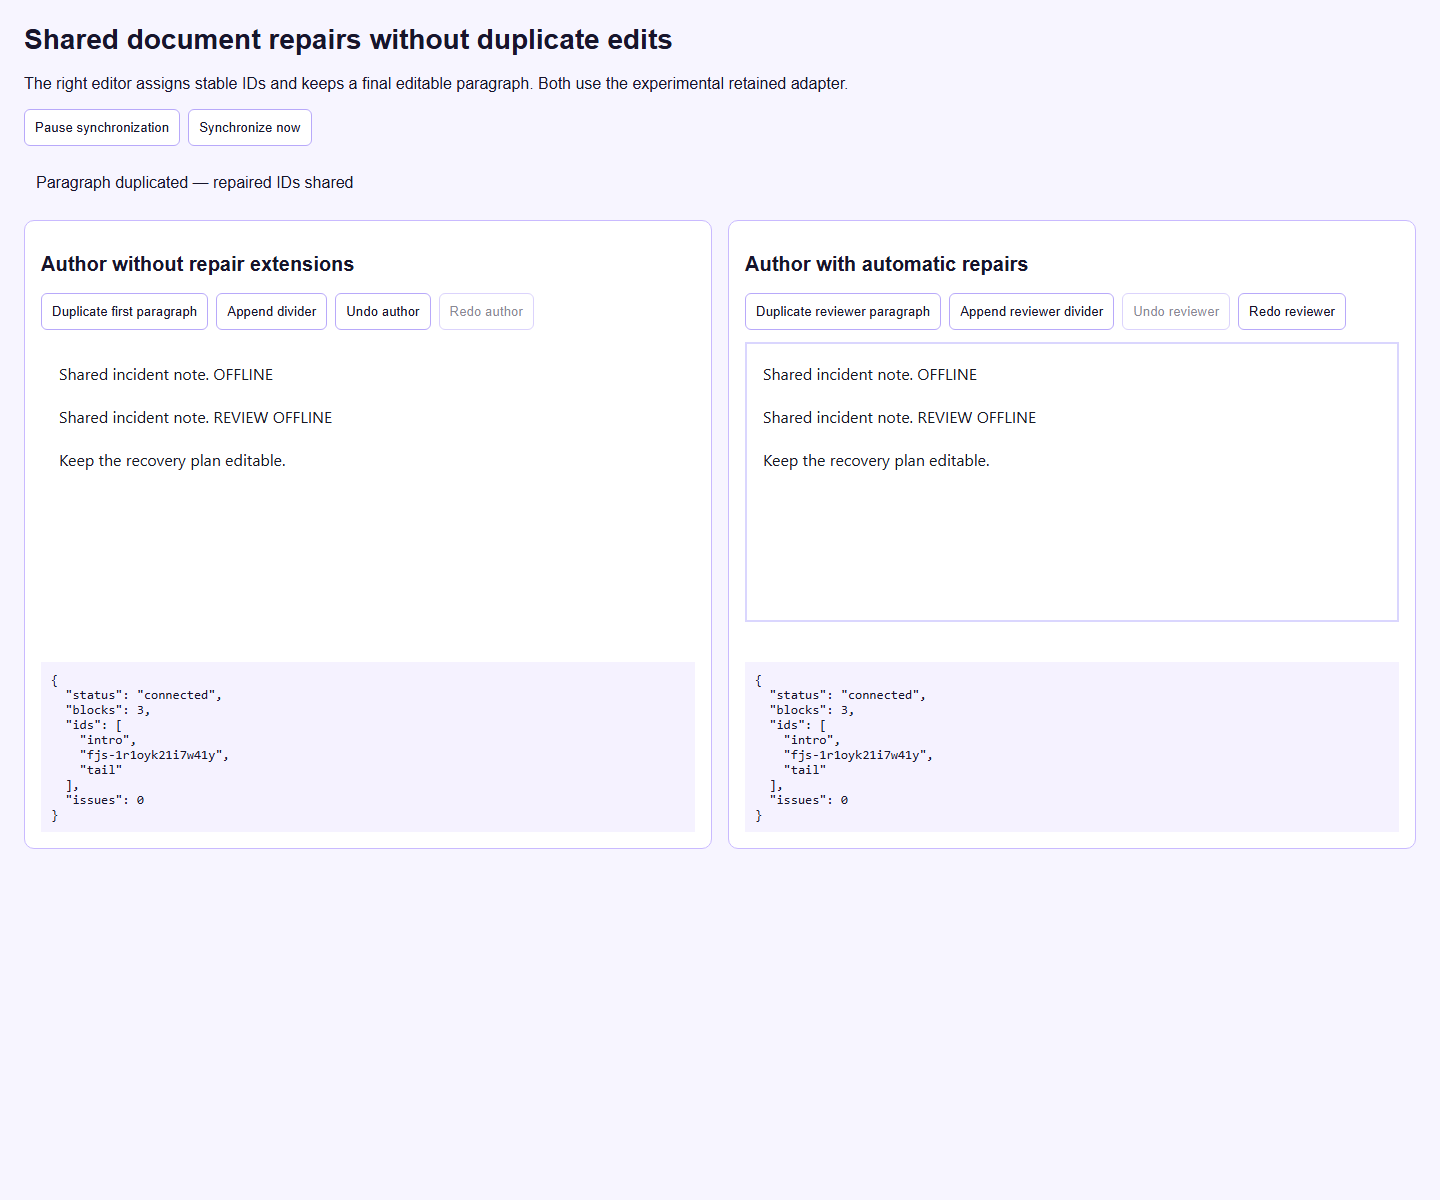 Shared document repairs without duplicate edits
The right editor assigns stable IDs and keeps a final editable paragraph. Both use the experimental retained adapter.
Pause synchronization
Synchronize now
Paragraph duplicated — repaired IDs shared
Author without repair extensions
Duplicate first paragraph
Append divider
Undo author
Redo author
Shared incident note. OFFLINE
Shared incident note. REVIEW OFFLINE
Keep the recovery plan editable.
{
"status": "connected",
"blocks": 3,
"ids": [
"intro",
"fjs-1r1oyk21i7w41y",
"tail"
],
"issues": 0
}
Author with automatic repairs
Duplicate reviewer paragraph
Append reviewer divider
Undo reviewer
Redo reviewer
Shared incident note. OFFLINE
Shared incident note. REVIEW OFFLINE
Keep the recovery plan editable.
{
"status": "connected",
"blocks": 3,
"ids": [
"intro",
"fjs-1r1oyk21i7w41y",
"tail"
],
"issues": 0
}